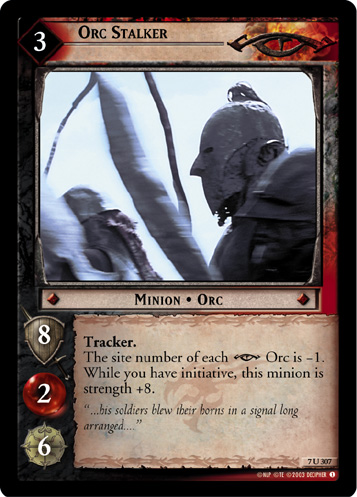 3
ORC STALKER
MINION • ORC
8
Tracker.
The site number of each Orc is -1.
While you have initiative, this minion is
strength +8.
2
"...his soldiers blew their horns in a signal long
arranged...."
6
7 U 307
©NLP ©TE ©2003 DECIPHER